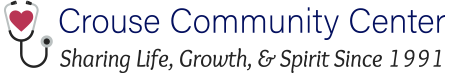 Crouse Community Center
Sharing Life, Growth, & Spirit Since 1991